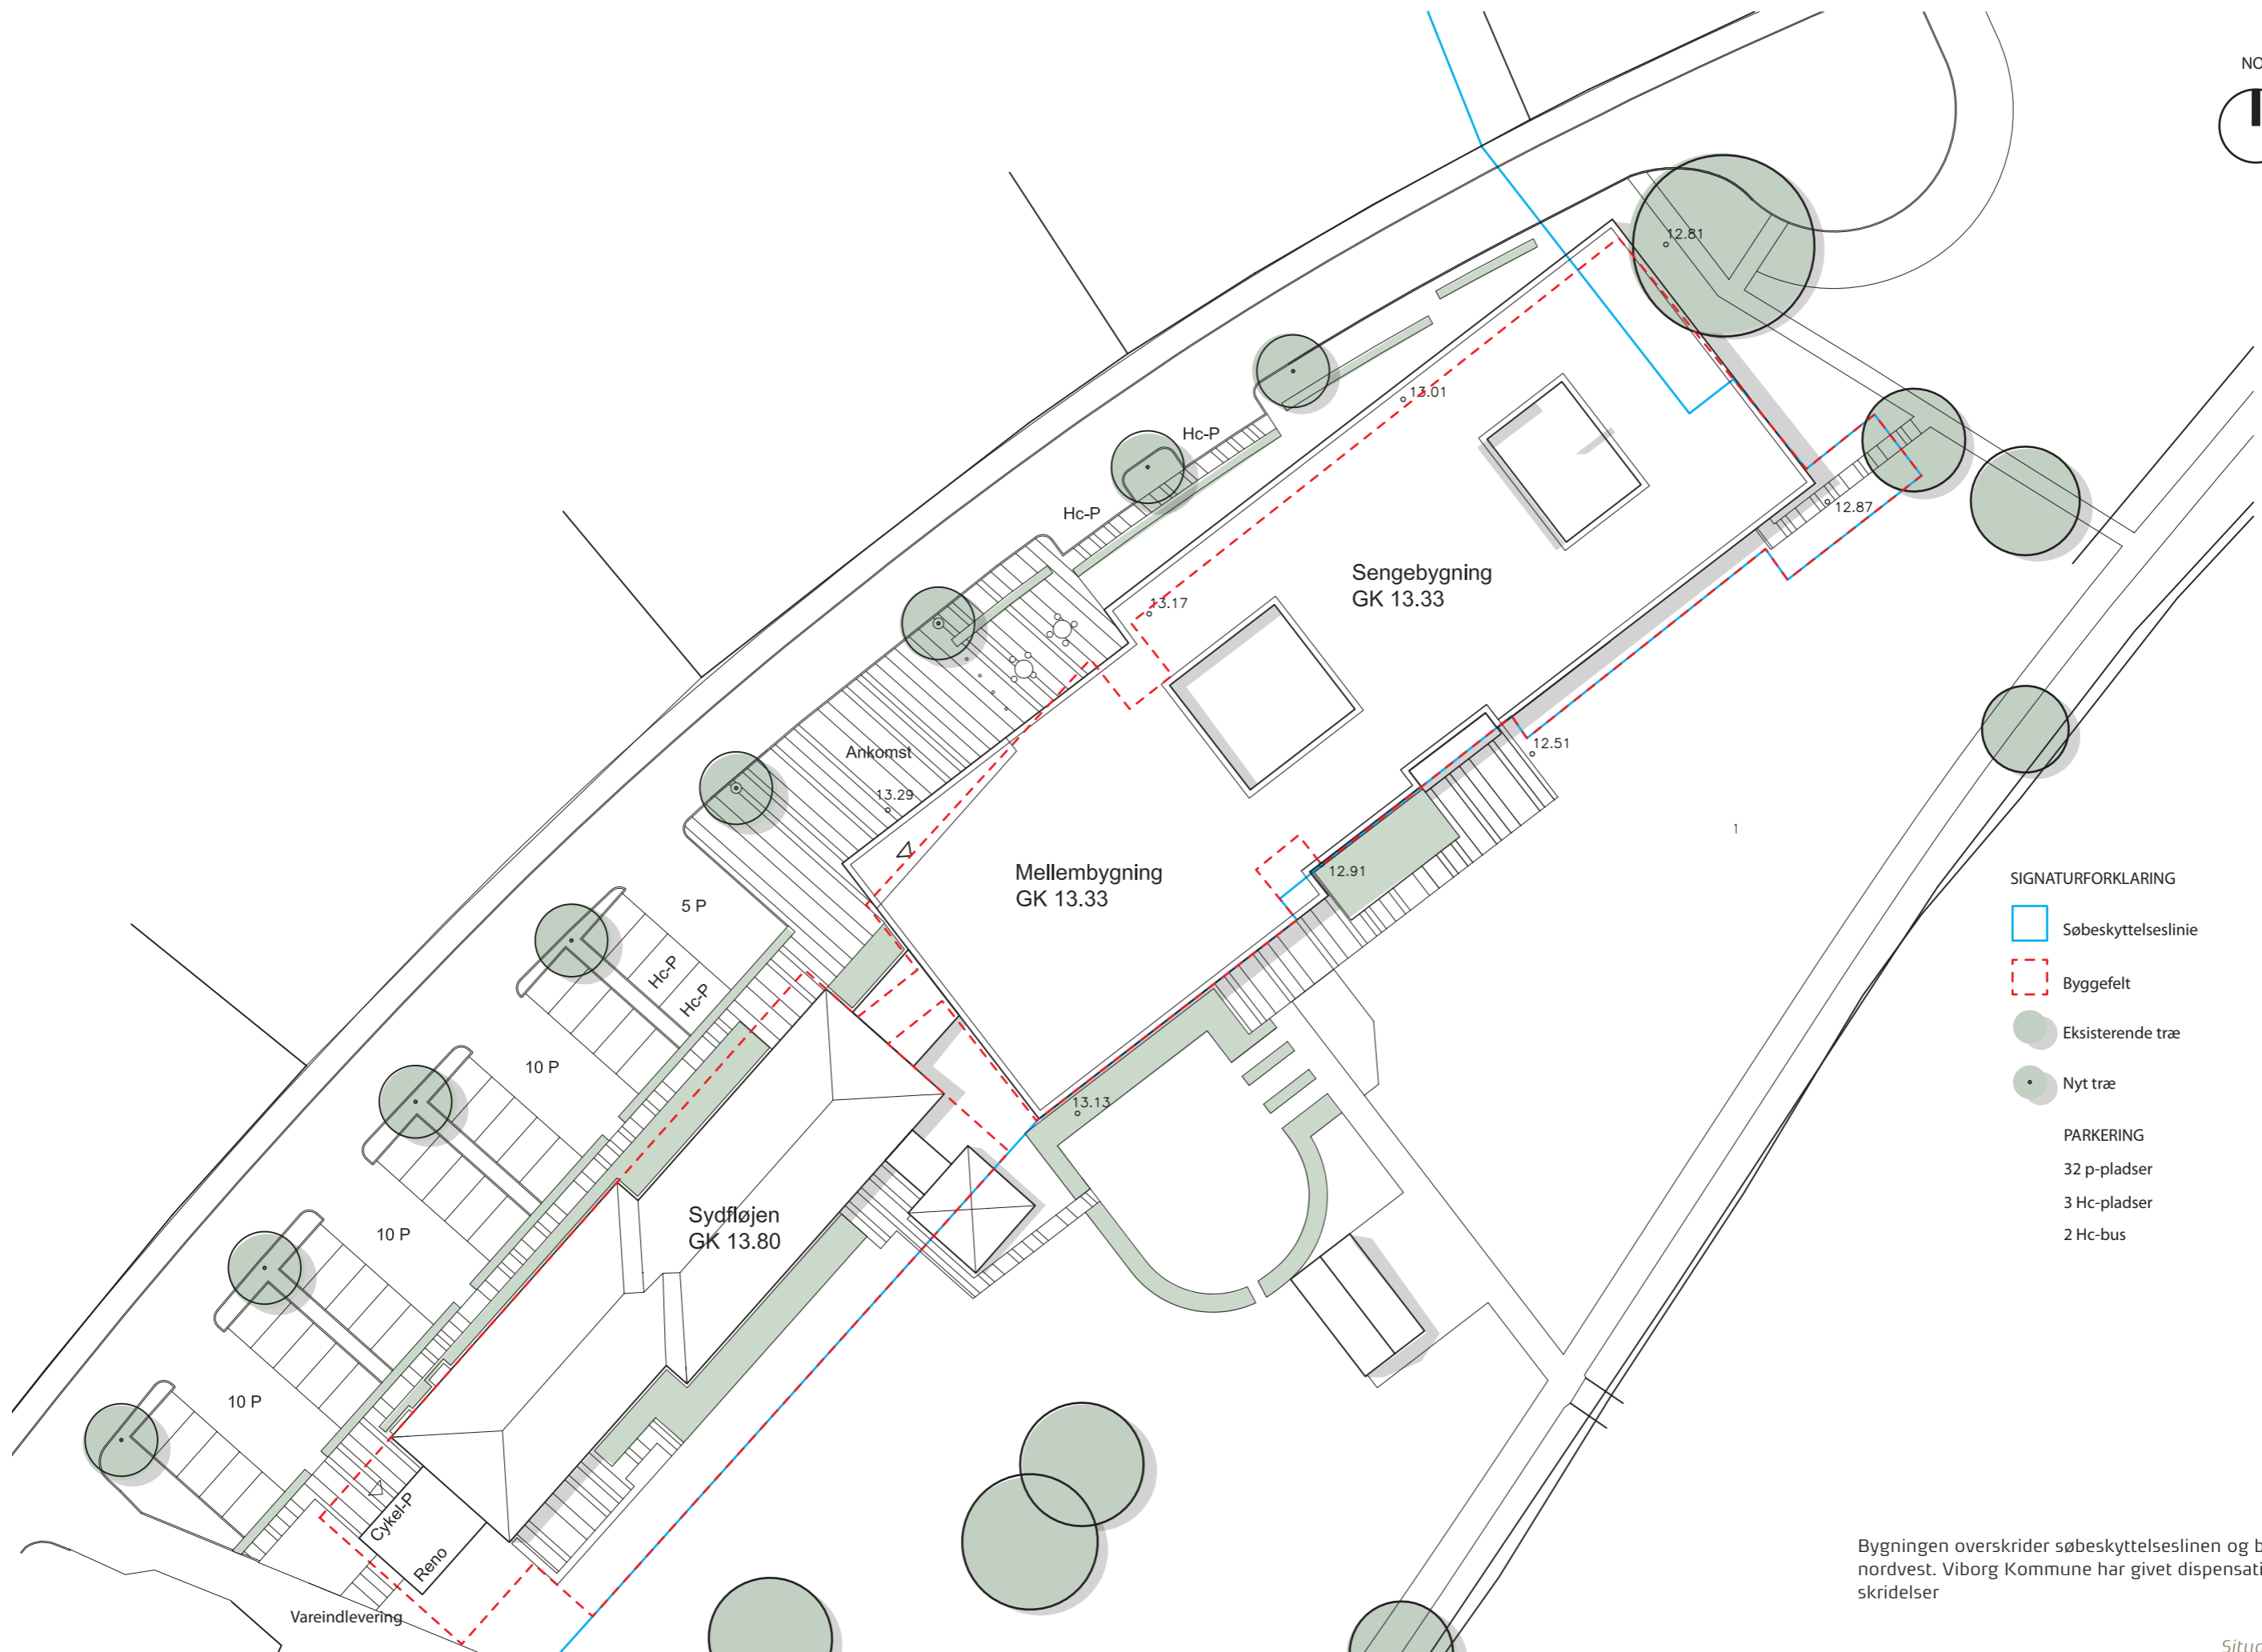 12.81
13.01
Hc-P
Hc-P
12.87
Sengebygning
GK 13.33
13.17
12.51
Ankomst
13.29
1
Mellembygning
GK 13.33
12.91
5 P
Hc-P
Hc-P
10 P
13.13
Sydfløjen
GK 13.80
10 P
10 P
Cykel-P
Reno
Vareindlevering
SIGNATURFORKLARING
Søbeskyttelseslinie
Byggefelt
Eksisterende træ
Nyt træ
PARKERING
32 p-pladser
3 Hc-pladser
2 Hc-bus
Bygningen overskrider søbeskyttelseslinen og
nordvest. Viborg Kommune har givet
skridelser